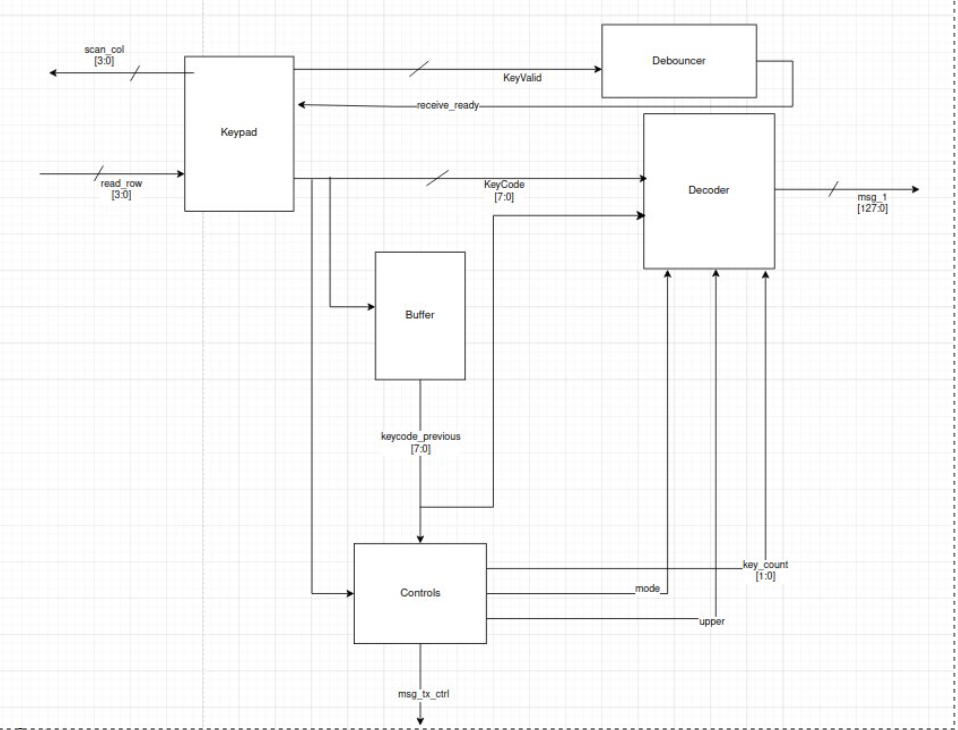 scan_col
[3:0]
Debouncer
KeyValid
receive_ready
Keypad
read_row
[3:0]
KeyCode
[7:0]
Decoder
msg_1
[127:0]
Buffer
keycode_previous
[7:0]
key_count
[1:0]
Controls
mode
upper
msg_tx_ctrl